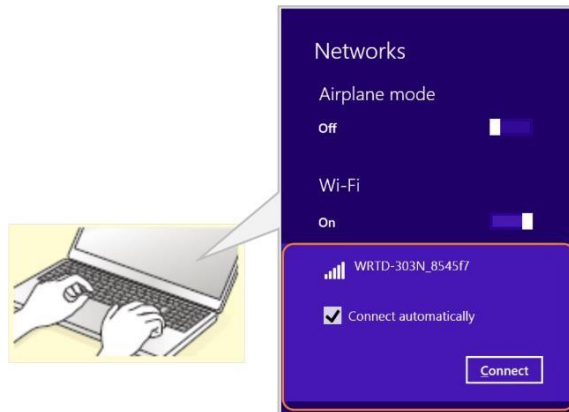 Networks
Airplane mode
Off
Wi-Fi
On
WRTD-303N_8545f7
Connect automatically
Connect